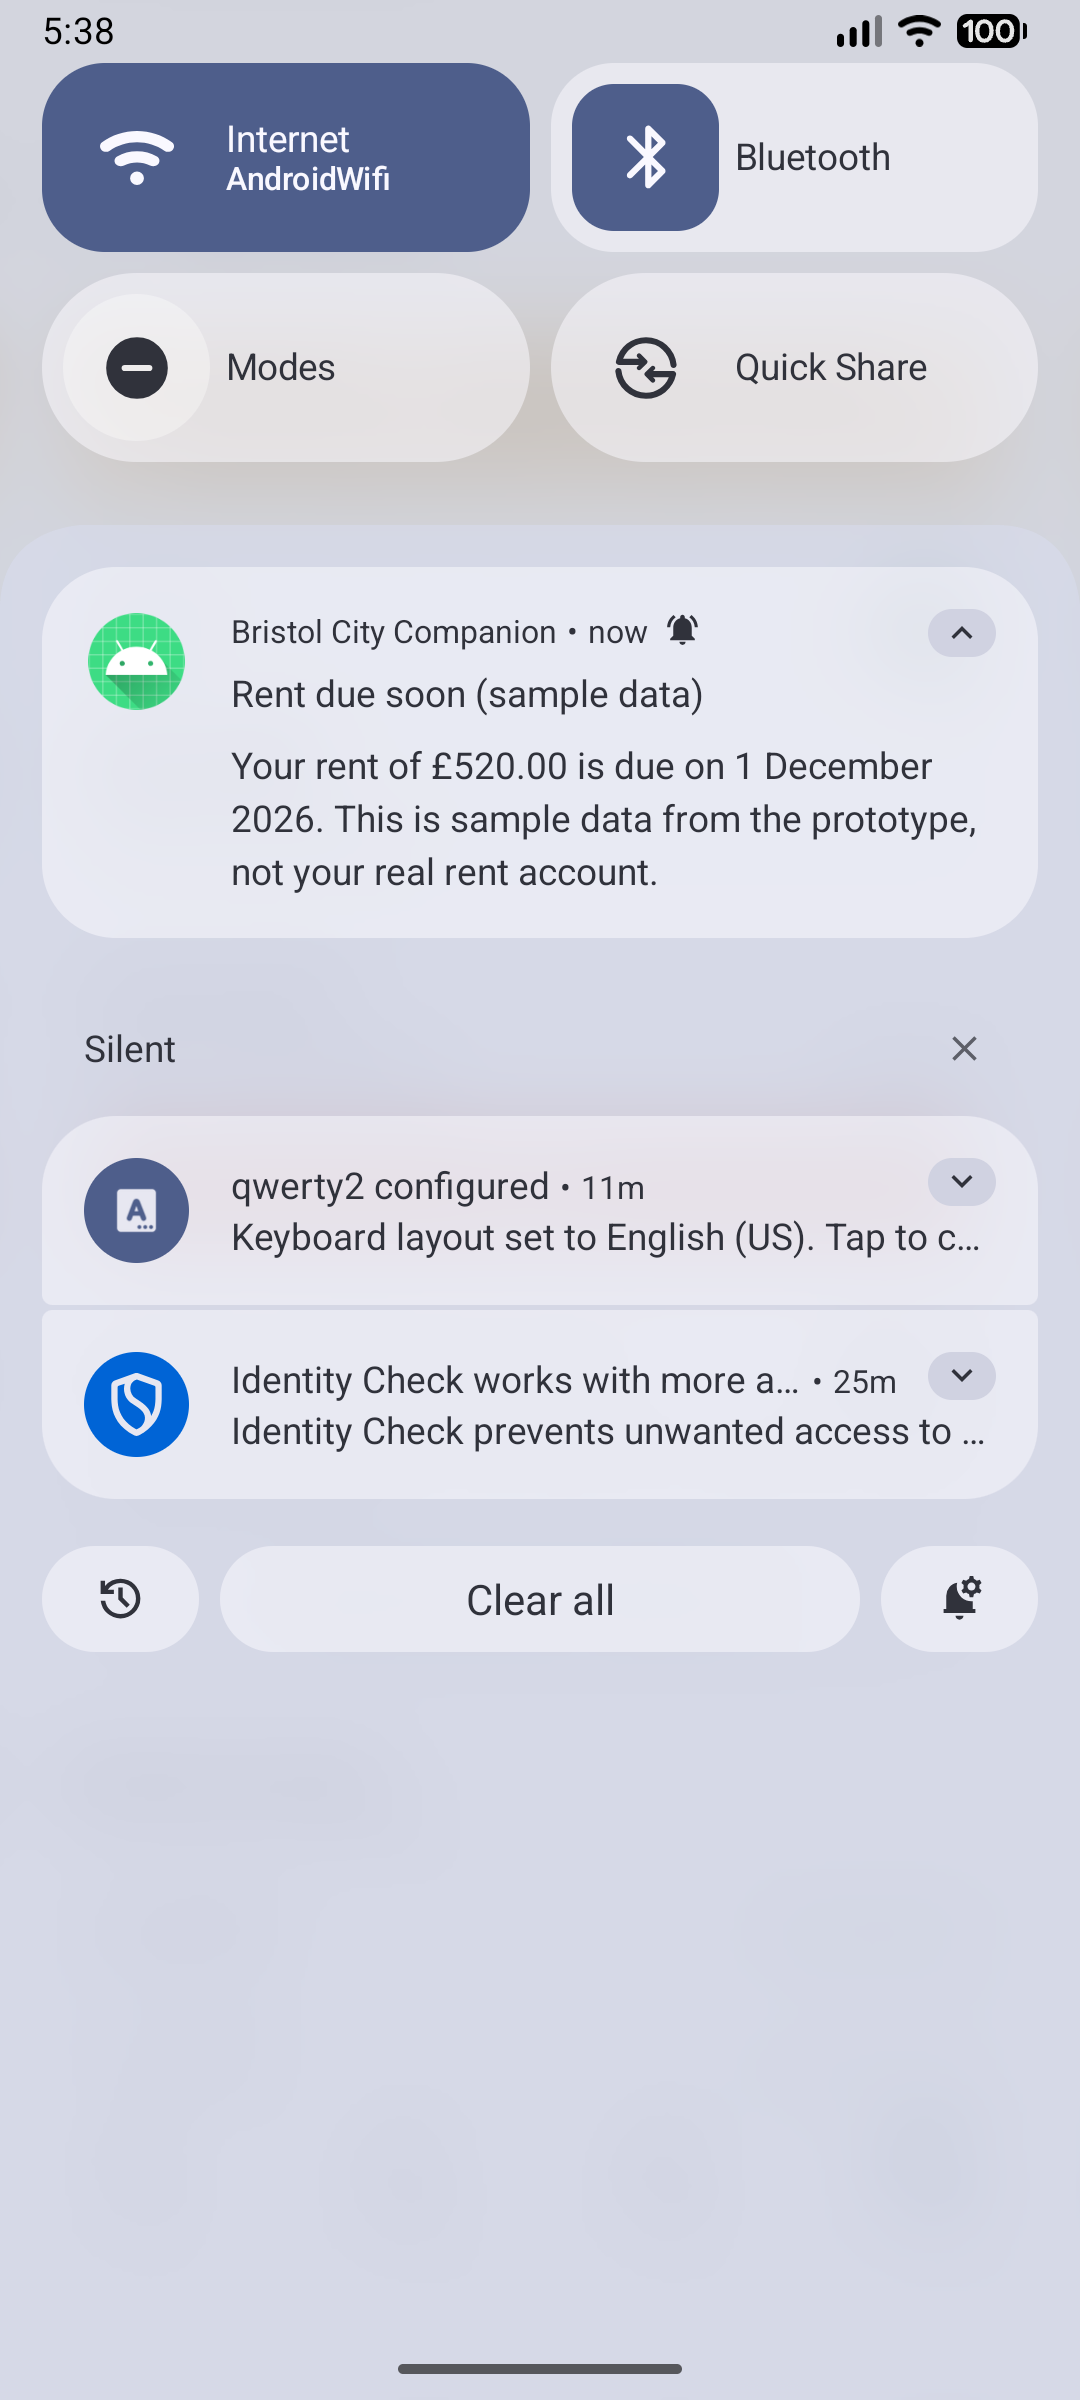 5:38
100
Internet
AndroidWifi
Bluetooth
Modes
Quick Share
Bristol City Companion • now
Rent due soon (sample data)
Your rent of £520.00 is due on 1 December
2026. This is sample data from the prototype,
not your real rent account.
Silent
qwerty2 configured • 11m
Keyboard layout set to English (US). Tap to c…
Identity Check works with more a… • 25m
Identity Check prevents unwanted access to …
Clear all